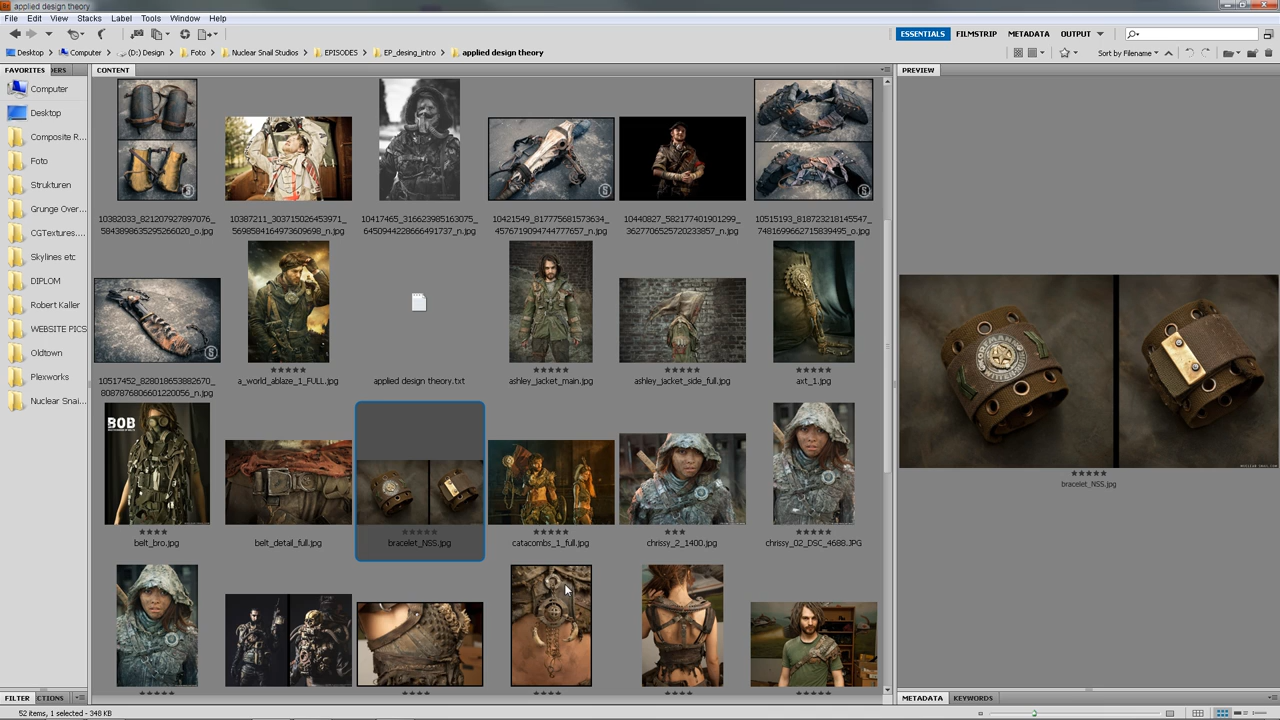 applied design theory
File Edit View Stacks Label Tools Window Help
ESSENTIALS FILMSTRIP METADATA OUTPUT
Desktop Computer (D:) Design Foto Nuclear Snail Studios EPISODES EP_desing_intro applied design theory
Sort by Filename
FAVORITES
CONTENT
PREVIEW
Computer
Desktop
Composite R...
Foto
Strukturen
Grunge Over...
CGTextures....
Skylines etc
DIPLOM
Robert Kaller
WEBSITE PICS
Oldtown
Plexworks
Nuclear Snai...
10382033_821207927897076_
5843898635295266020_o.jpg
10387211_303715026453971_
5698584164973609698_n.jpg
10417465_316623985163075_
6450944228666491737_n.jpg
10421549_817775681573634_
4576719094744777657_n.jpg
10440827_582177401901299_
3627706525720233857_n.jpg
10515193_818723218145547_
7481699662715839495_o.jpg
10517452_828018653882670_
8087876806601220056_n.jpg
a_world_ablaze_1_FULL.jpg
applied design theory.txt
ashley_jacket_main.jpg
ashley_jacket_side_full.jpg
axt_1.jpg
BOB
belt_bro.jpg
belt_detail_full.jpg
bracelet_NSS.jpg
catacombs_1_full.jpg
chrissy_2_1400.jpg
chrissy_02_DSC_4688.JPG
bracelet_NSS.jpg
FILTER
METADATA KEYWORDS
52 items, 1 selected - 348 KB